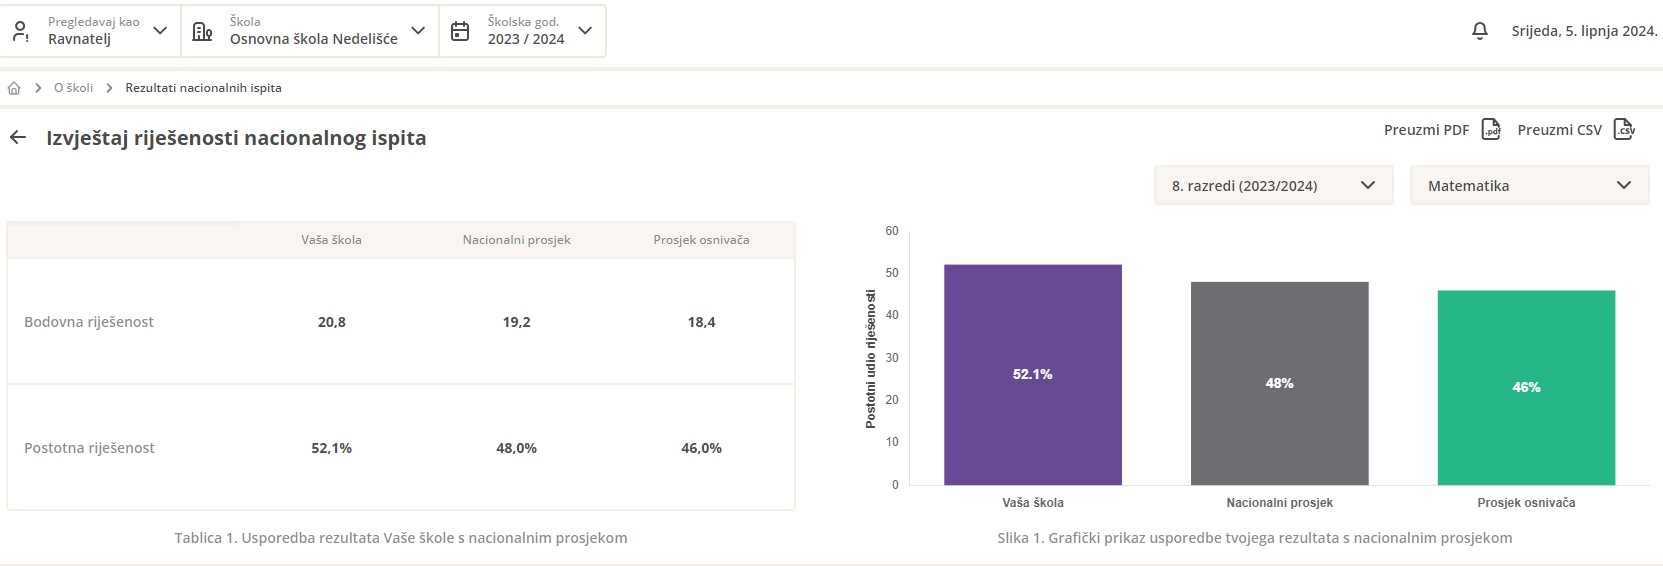 Pregledavaj kao
Ravnatelj
Škola
Osnovna škola Nedelišće
Školska god.
2023 / 2024
Srijeda, 5. lipnja 2024.
O školi
Rezultati nacionalnih ispita
Izvještaj riješenosti nacionalnog ispita
Preuzmi PDF .pdf Preuzmi CSV .csv
8. razredi (2023/2024)
Matematika
Vaša škola Nacionalni prosjek Prosjek osnivača
Bodovna riješenost 20,8 19,2 18,4
Postotna riješenost 52,1% 48,0% 46,0%
Tablica 1. Usporedba rezultata Vaše škole s nacionalnim prosjekom
Postotni udio riješenosti
60
50
40
30
20
10
0
52.1%
48%
46%
Vaša škola Nacionalni prosjek Prosjek osnivača
Slika 1. Grafički prikaz usporedbe tvojega rezultata s nacionalnim prosjekom